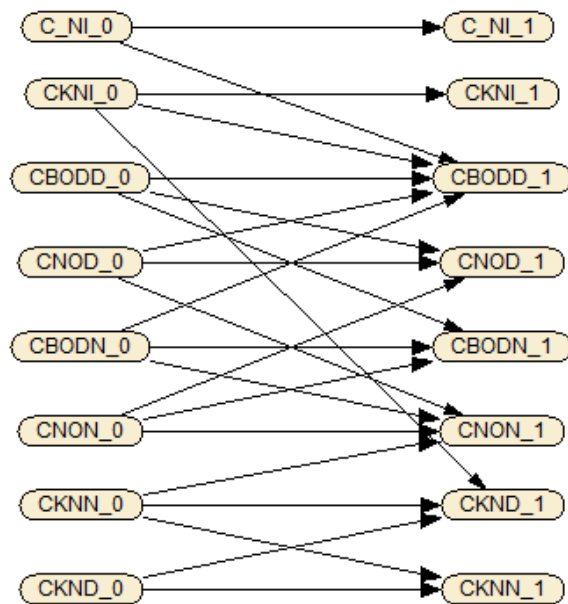 C_NI_0 C_NI_1
CKNI_0 CKNI_1
CBODD_0 CBODD_1
CNOD_0 CNOD_1
CBODN_0 CBODN_1
CNON_0 CNON_1
CKNN_0 CKND_1
CKND_0 CKNN_1